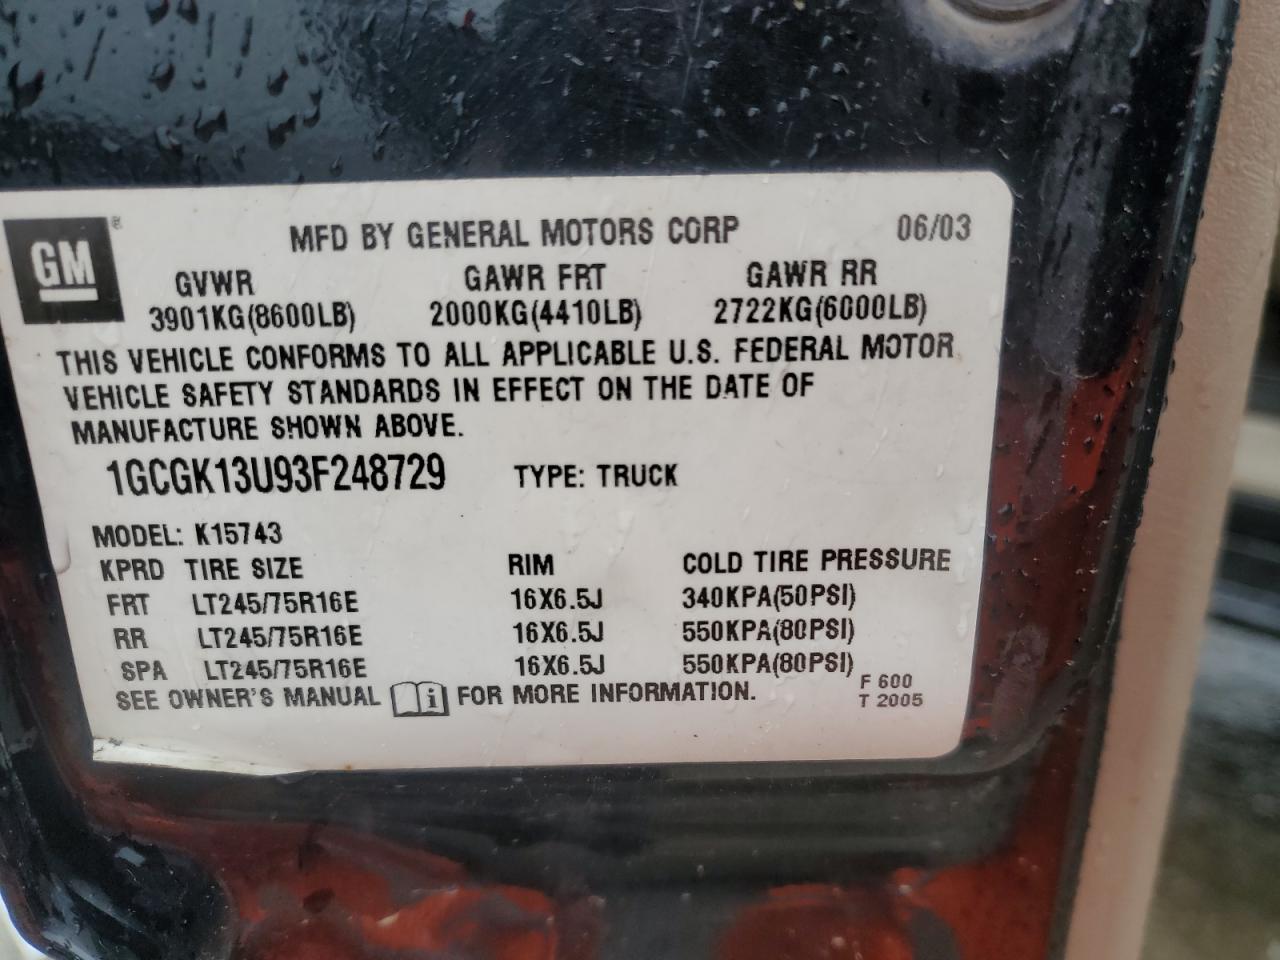 GM ®
MFD BY GENERAL MOTORS CORP 06/03
GVWR GAWR FRT GAWR RR
3901KG(8600LB) 2000KG(4410LB) 2722KG(6000LB)
THIS VEHICLE CONFORMS TO ALL APPLICABLE U.S. FEDERAL MOTOR
VEHICLE SAFETY STANDARDS IN EFFECT ON THE DATE OF
MANUFACTURE SHOWN ABOVE.
1GCGK13U93F248729 TYPE: TRUCK
MODEL: K15743
KPRD TIRE SIZE RIM COLD TIRE PRESSURE
FRT LT245/75R16E 16X6.5J 340KPA(50PSI)
RR LT245/75R16E 16X6.5J 550KPA(80PSI)
SPA LT245/75R16E 16X6.5J 550KPA(80PSI)
SEE OWNER'S MANUAL i FOR MORE INFORMATION.
F 600
T 2005